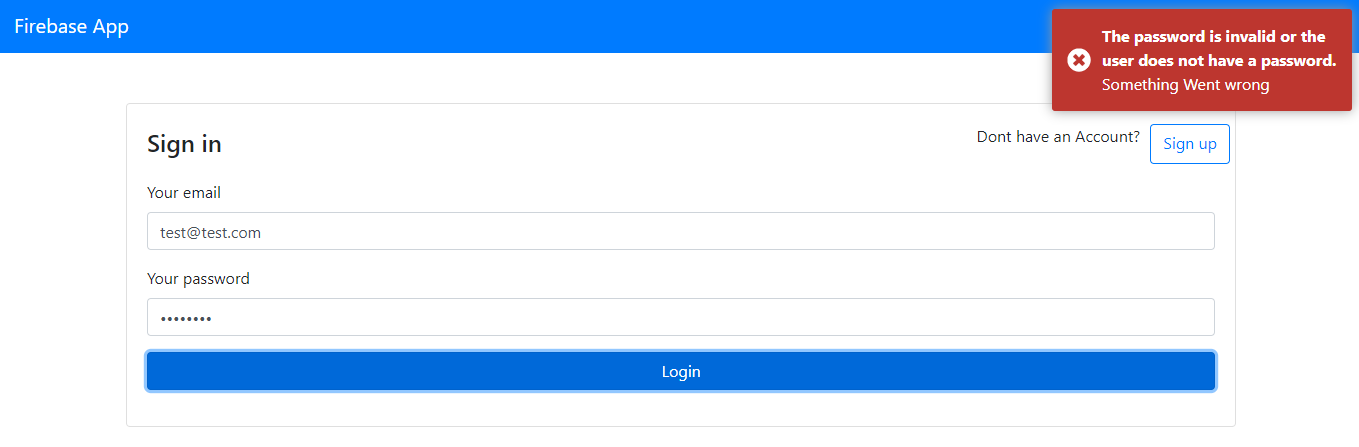 Firebase App
The password is invalid or the
user does not have a password.
Something Went wrong
Sign in
Dont have an Account?
Sign up
Your email
test@test.com
Your password
••••••••
Login